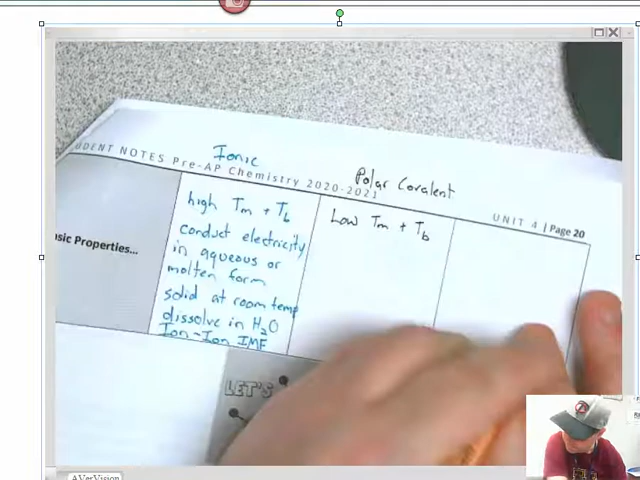 Ionic
Polar Covalent
UDENT NOTES Pre-AP Chemistry 2020-2021
UNIT 4 | Page 20
sic Properties...
high Tm + Tb
conduct electricity
in aqueous or
molten form
solid at room temp
dissolve in H2O
Ion-Ion IMF
Low Tm + Tb
LET'S
AVerVision